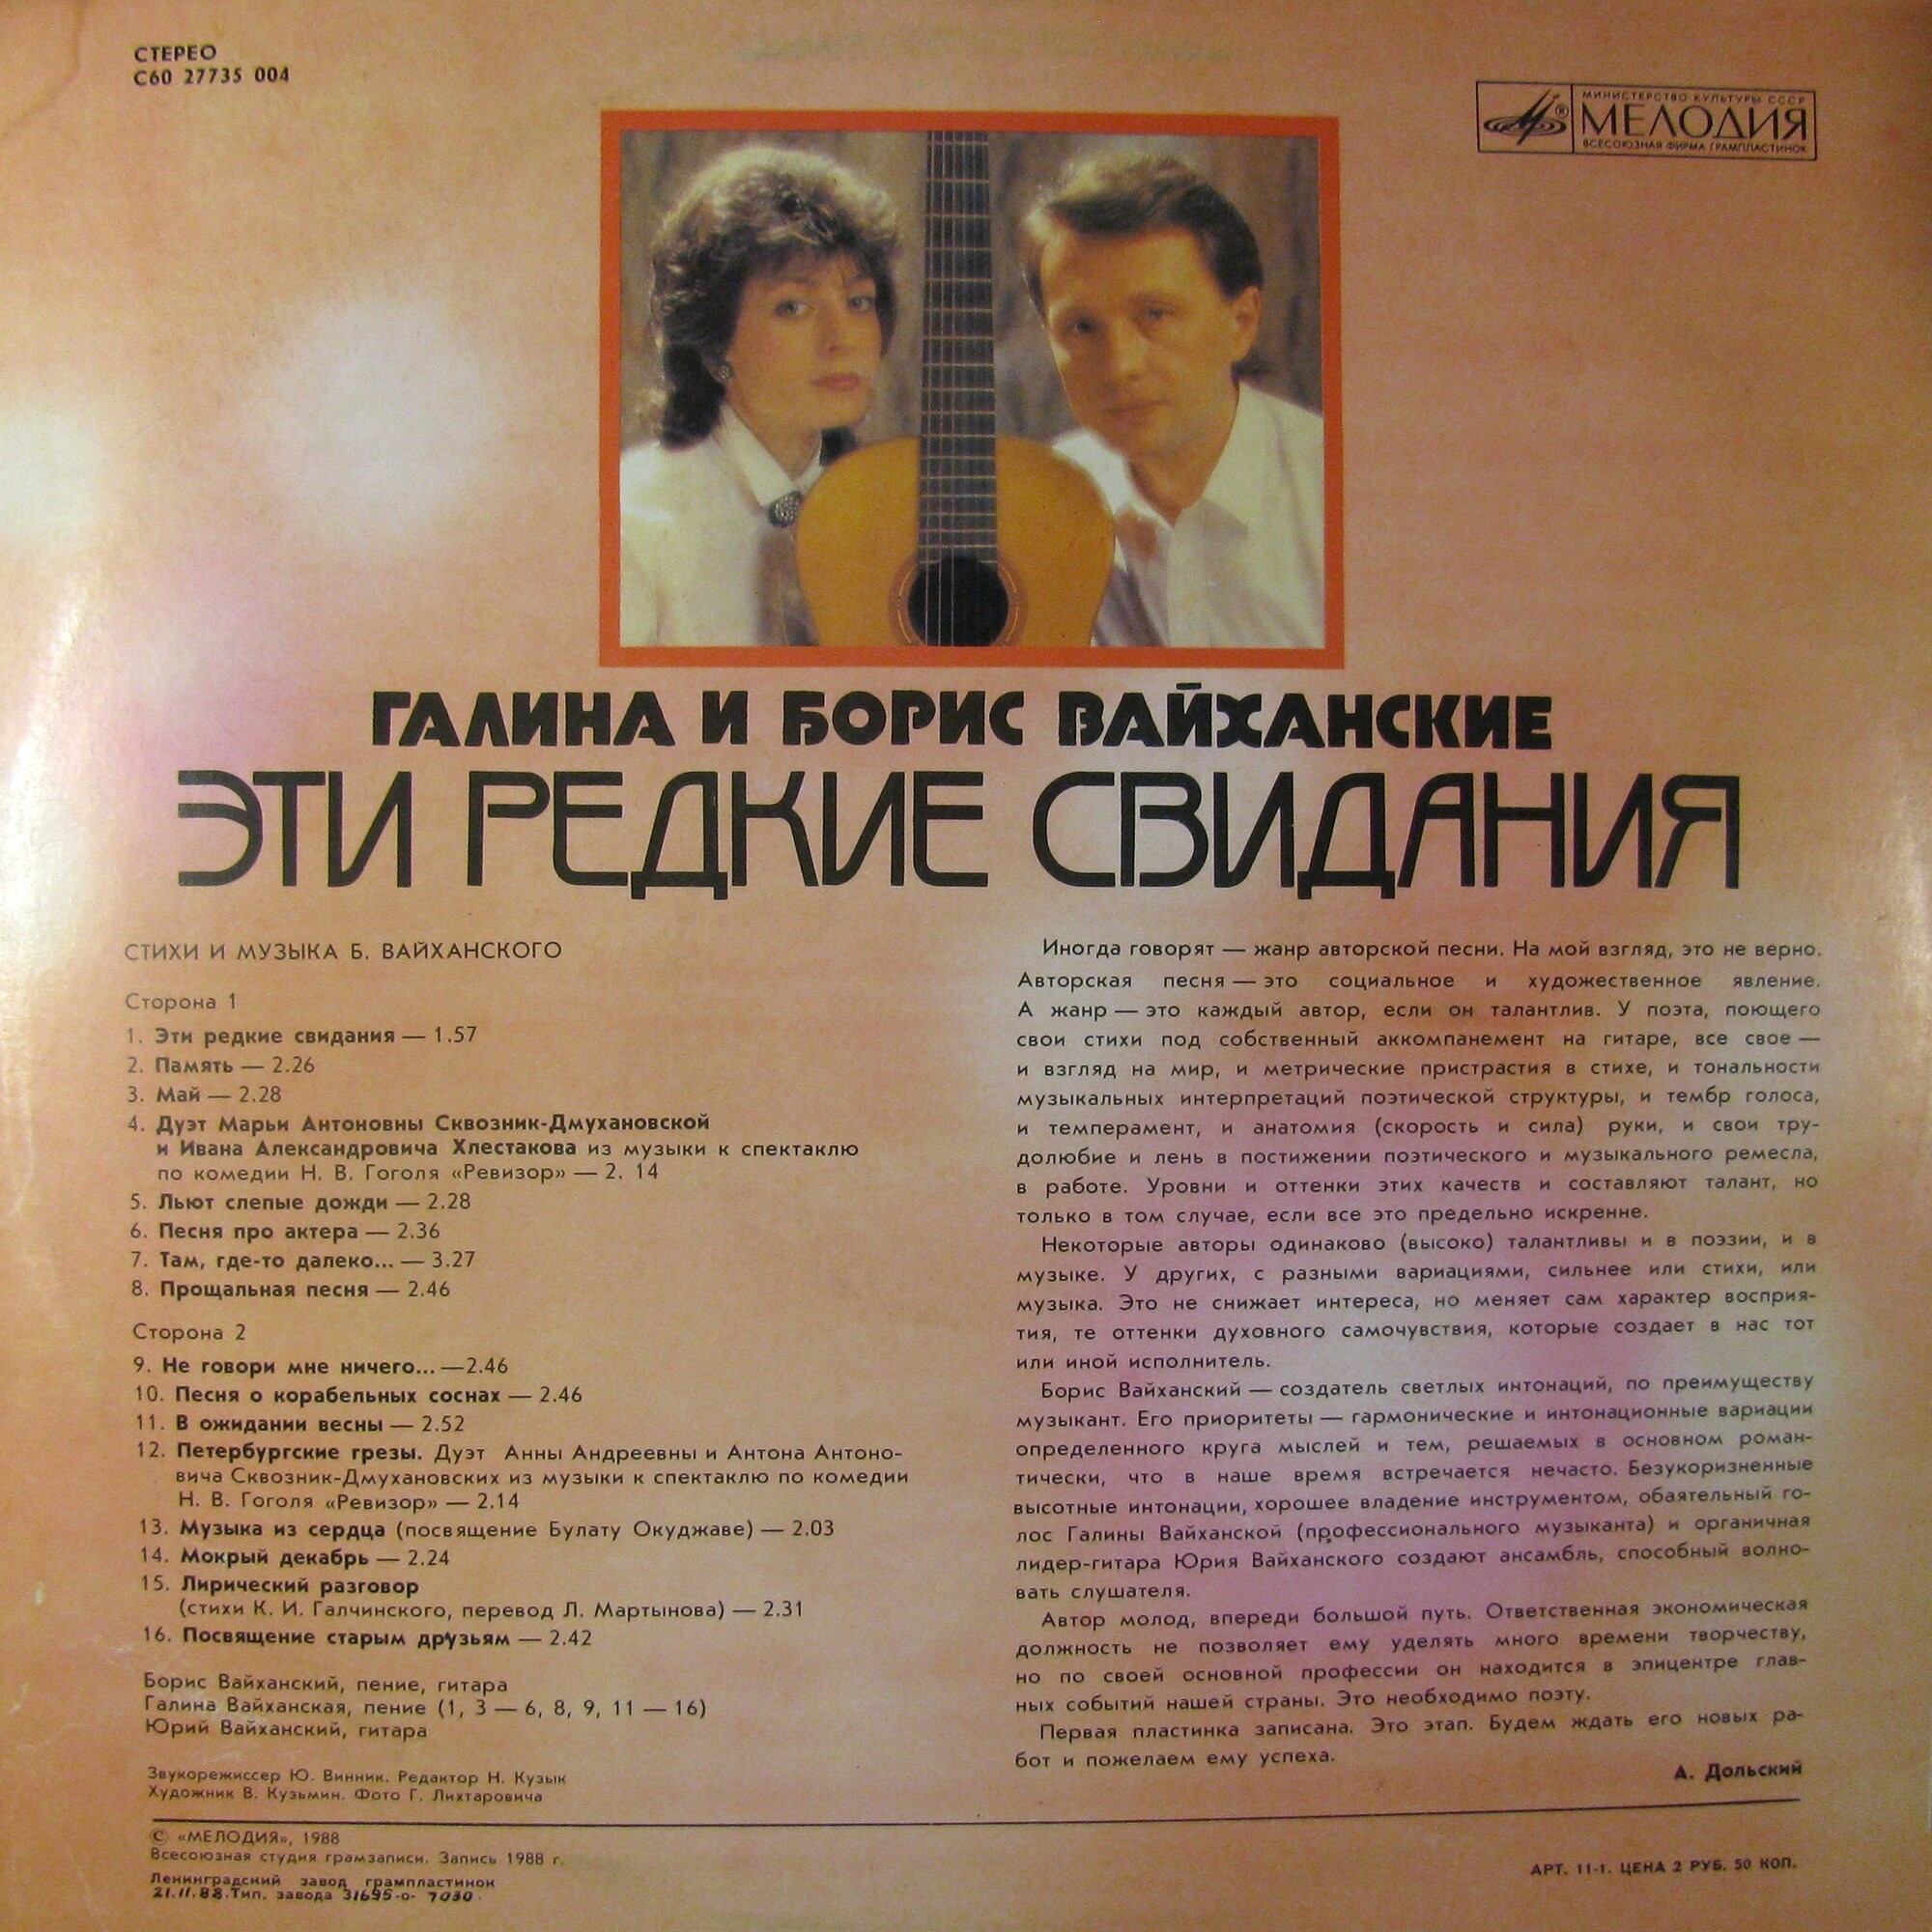 СТЕРЕО
С60 27735 004
МИНИСТЕРСТВО КУЛЬТУРЫ СССР
МЕЛОДИЯ
ВСЕСОЮЗНАЯ ФИРМА ГРАМПЛАСТИНОК
ГАЛИНА И БОРИС ВАЙХАНСКИЕ
ЭТИ РЕДКИЕ СВИДАНИЯ
СТИХИ И МУЗЫКА Б. ВАЙХАНСКОГО
Сторона 1
1. Эти редкие свидания — 1.57
2. Память — 2.26
3. Май — 2.28
4. Дуэт Марьи Антоновны Сквозник-Дмухановской
и Ивана Александровича Хлестакова из музыки к спектаклю
по комедии Н. В. Гоголя «Ревизор» — 2. 14
5. Льют слепые дожди — 2.28
6. Песня про актера — 2.36
7. Там, где-то далеко... — 3.27
8. Прощальная песня — 2.46
Сторона 2
9. Не говори мне ничего... —2.46
10. Песня о корабельных соснах — 2.46
11. В ожидании весны — 2.52
12. Петербургские грезы. Дуэт Анны Андреевны и Антона Антоно-
вича Сквозник-Дмухановских из музыки к спектаклю по комедии
Н. В. Гоголя «Ревизор» — 2.14
13. Музыка из сердца (посвящение Булату Окуджаве) — 2.03
14. Мокрый декабрь — 2.24
15. Лирический разговор
(стихи К. И. Галчинского, перевод Л. Мартынова) — 2.31
16. Посвящение старым друзьям — 2.42
Борис Вайханский, пение, гитара
Галина Вайханская, пение (1, 3 — 6, 8, 9, 11 — 16)
Юрий Вайханский, гитара
Звукорежиссер Ю. Винник. Редактор Н. Кузык
Художник В. Кузьмин. Фото Г. Лихтаровича
© «МЕЛОДИЯ», 1988
Всесоюзная студия грамзаписи. Запись 1988 г.
Ленинградский завод грампластинок
21.11.88.Тип. завода 31695-о- 7030.
Иногда говорят — жанр авторской песни. На мой взгляд, это не верно.
Авторская песня — это социальное и художественное явление.
А жанр — это каждый автор, если он талантлив. У поэта, поющего
свои стихи под собственный аккомпанемент на гитаре, все свое —
и взгляд на мир, и метрические пристрастия в стихе, и тональности
музыкальных интерпретаций поэтической структуры, и тембр голоса,
и темперамент, и анатомия (скорость и сила) руки, и свои тру-
долюбие и лень в постижении поэтического и музыкального ремесла,
в работе. Уровни и оттенки этих качеств и составляют талант, но
только в том случае, если все это предельно искренне.
Некоторые авторы одинаково (высоко) талантливы и в поэзии, и в
музыке. У других, с разными вариациями, сильнее или стихи, или
музыка. Это не снижает интереса, но меняет сам характер восприя-
тия, те оттенки духовного самочувствия, которые создает в нас тот
или иной исполнитель.
Борис Вайханский — создатель светлых интонаций, по преимуществу
музыкант. Его приоритеты — гармонические и интонационные вариации
определенного круга мыслей и тем, решаемых в основном роман-
тически, что в наше время встречается нечасто. Безукоризненные
высотные интонации, хорошее владение инструментом, обаятельный го-
лос Галины Вайханской (профессионального музыканта) и органичная
лидер-гитара Юрия Вайханского создают ансамбль, способный волно-
вать слушателя.
Автор молод, впереди большой путь. Ответственная экономическая
должность не позволяет ему уделять много времени творчеству,
но по своей основной профессии он находится в эпицентре глав-
ных событий нашей страны. Это необходимо поэту.
Первая пластинка записана. Это этап. Будем ждать его новых ра-
бот и пожелаем ему успеха.
А. Дольский
АРТ. 11-1. ЦЕНА 2 РУБ. 50 КОП.